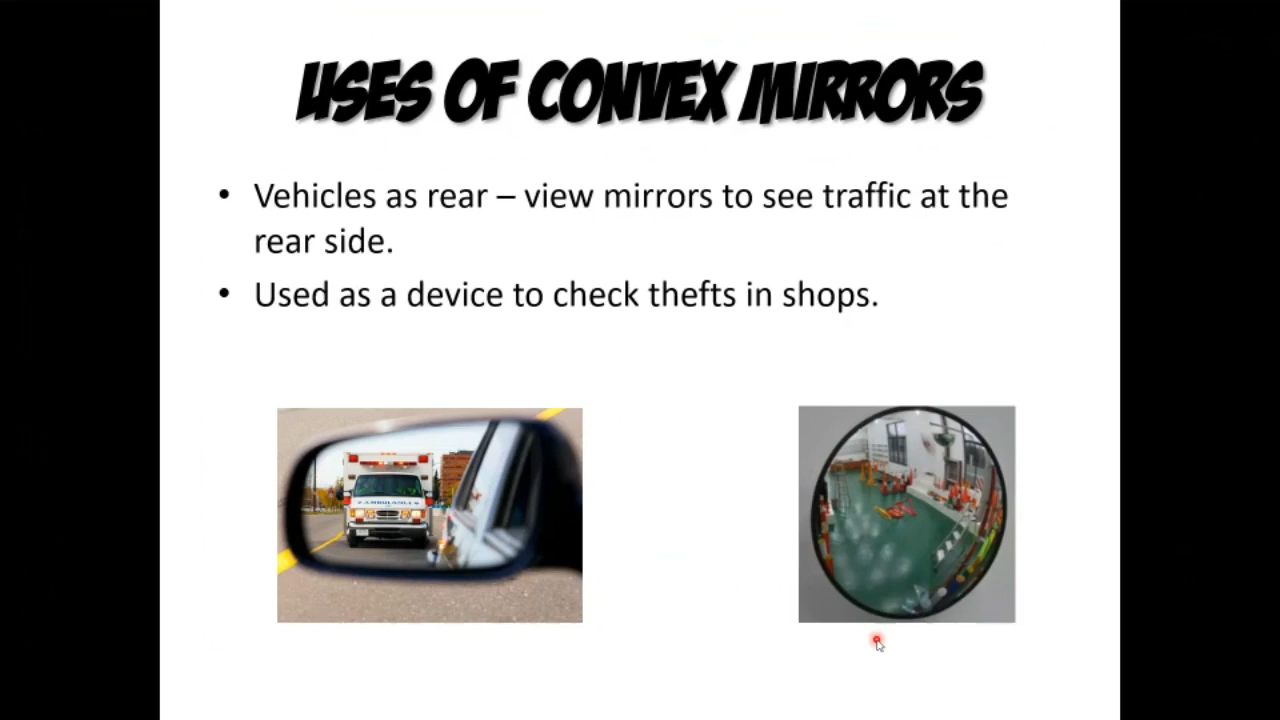 USES OF CONVEX MIRRORS
• Vehicles as rear – view mirrors to see traffic at the
rear side.
• Used as a device to check thefts in shops.
AMBULANCE